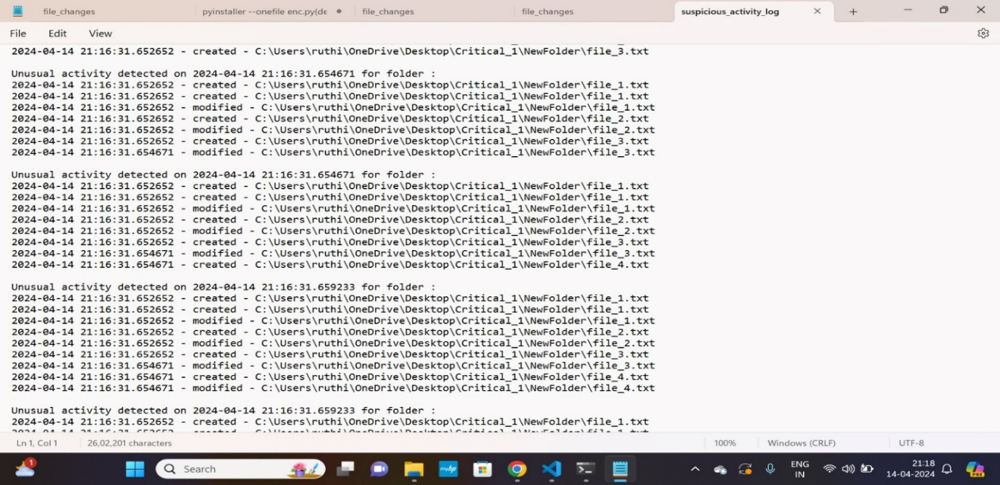 file_changes
pyinstaller --onefile enc.py(de
file_changes
file_changes
suspicious_activity_log
File Edit View
2024-04-14 21:16:31.652652 - created - C:\Users\ruthi\OneDrive\Desktop\Critical_1\NewFolder\file_3.txt
Unusual activity detected on 2024-04-14 21:16:31.654671 for folder :
2024-04-14 21:16:31.652652 - created - C:\Users\ruthi\OneDrive\Desktop\Critical_1\NewFolder\file_1.txt
2024-04-14 21:16:31.652652 - created - C:\Users\ruthi\OneDrive\Desktop\Critical_1\NewFolder\file_1.txt
2024-04-14 21:16:31.652652 - modified - C:\Users\ruthi\OneDrive\Desktop\Critical_1\NewFolder\file_1.txt
2024-04-14 21:16:31.652652 - created - C:\Users\ruthi\OneDrive\Desktop\Critical_1\NewFolder\file_2.txt
2024-04-14 21:16:31.652652 - modified - C:\Users\ruthi\OneDrive\Desktop\Critical_1\NewFolder\file_2.txt
2024-04-14 21:16:31.652652 - created - C:\Users\ruthi\OneDrive\Desktop\Critical_1\NewFolder\file_3.txt
2024-04-14 21:16:31.654671 - modified - C:\Users\ruthi\OneDrive\Desktop\Critical_1\NewFolder\file_3.txt
Unusual activity detected on 2024-04-14 21:16:31.654671 for folder :
2024-04-14 21:16:31.652652 - created - C:\Users\ruthi\OneDrive\Desktop\Critical_1\NewFolder\file_1.txt
2024-04-14 21:16:31.652652 - created - C:\Users\ruthi\OneDrive\Desktop\Critical_1\NewFolder\file_1.txt
2024-04-14 21:16:31.652652 - modified - C:\Users\ruthi\OneDrive\Desktop\Critical_1\NewFolder\file_1.txt
2024-04-14 21:16:31.652652 - created - C:\Users\ruthi\OneDrive\Desktop\Critical_1\NewFolder\file_2.txt
2024-04-14 21:16:31.652652 - modified - C:\Users\ruthi\OneDrive\Desktop\Critical_1\NewFolder\file_2.txt
2024-04-14 21:16:31.652652 - created - C:\Users\ruthi\OneDrive\Desktop\Critical_1\NewFolder\file_3.txt
2024-04-14 21:16:31.654671 - modified - C:\Users\ruthi\OneDrive\Desktop\Critical_1\NewFolder\file_3.txt
2024-04-14 21:16:31.654671 - created - C:\Users\ruthi\OneDrive\Desktop\Critical_1\NewFolder\file_4.txt
Unusual activity detected on 2024-04-14 21:16:31.659233 for folder :
2024-04-14 21:16:31.652652 - created - C:\Users\ruthi\OneDrive\Desktop\Critical_1\NewFolder\file_1.txt
2024-04-14 21:16:31.652652 - created - C:\Users\ruthi\OneDrive\Desktop\Critical_1\NewFolder\file_1.txt
2024-04-14 21:16:31.652652 - modified - C:\Users\ruthi\OneDrive\Desktop\Critical_1\NewFolder\file_1.txt
2024-04-14 21:16:31.652652 - created - C:\Users\ruthi\OneDrive\Desktop\Critical_1\NewFolder\file_2.txt
2024-04-14 21:16:31.652652 - modified - C:\Users\ruthi\OneDrive\Desktop\Critical_1\NewFolder\file_2.txt
2024-04-14 21:16:31.652652 - created - C:\Users\ruthi\OneDrive\Desktop\Critical_1\NewFolder\file_3.txt
2024-04-14 21:16:31.654671 - modified - C:\Users\ruthi\OneDrive\Desktop\Critical_1\NewFolder\file_3.txt
2024-04-14 21:16:31.654671 - created - C:\Users\ruthi\OneDrive\Desktop\Critical_1\NewFolder\file_4.txt
2024-04-14 21:16:31.654671 - modified - C:\Users\ruthi\OneDrive\Desktop\Critical_1\NewFolder\file_4.txt
Unusual activity detected on 2024-04-14 21:16:31.659233 for folder :
2024-04-14 21:16:31.652652 - created - C:\Users\ruthi\OneDrive\Desktop\Critical_1\NewFolder\file_1.txt
Ln 1, Col 1 26,02,201 characters 100% Windows (CRLF) UTF-8
1
Search
myhp
ENG
IN
21:18
14-04-2024
PRE